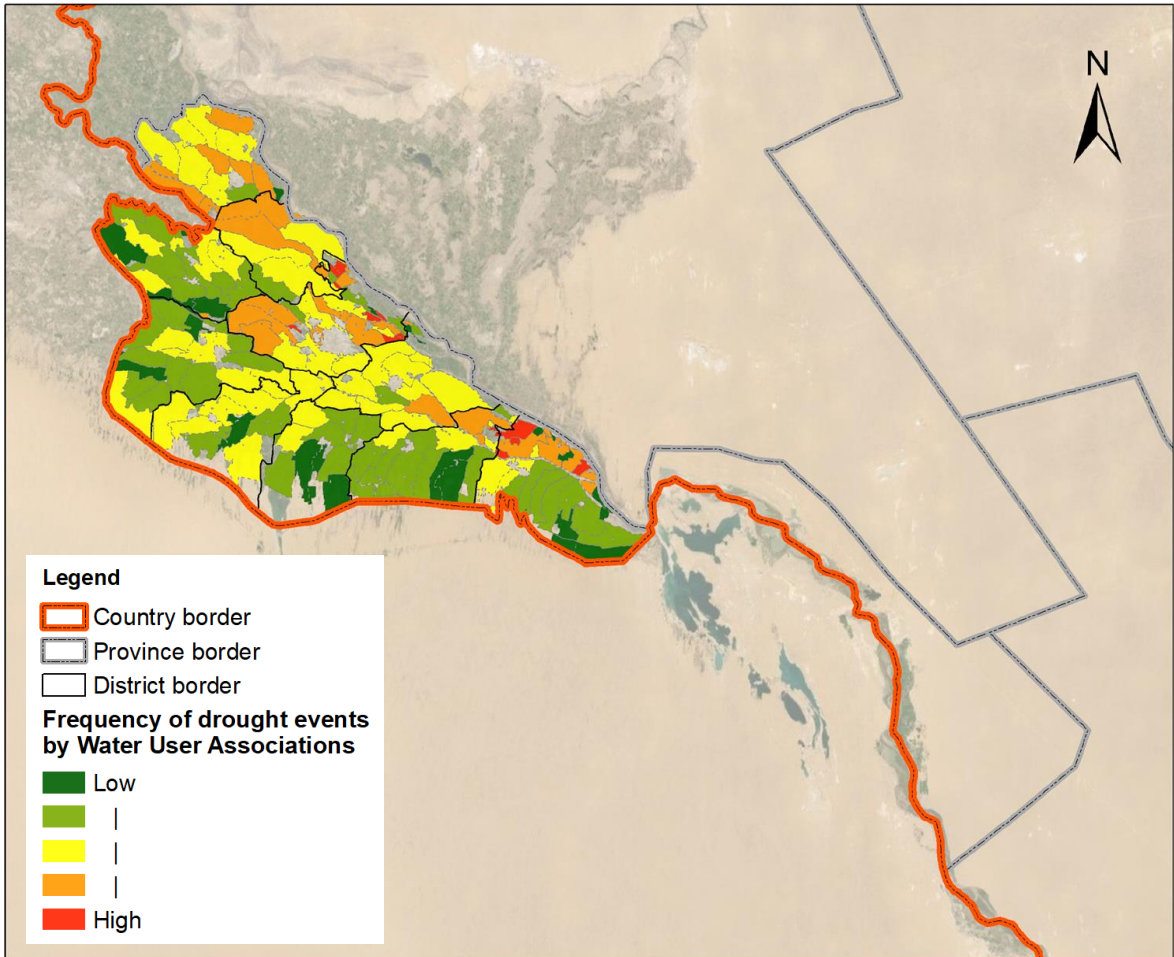 N
Legend
Country border
Province border
District border
Frequency of drought events
by Water User Associations
Low
|
|
|
High